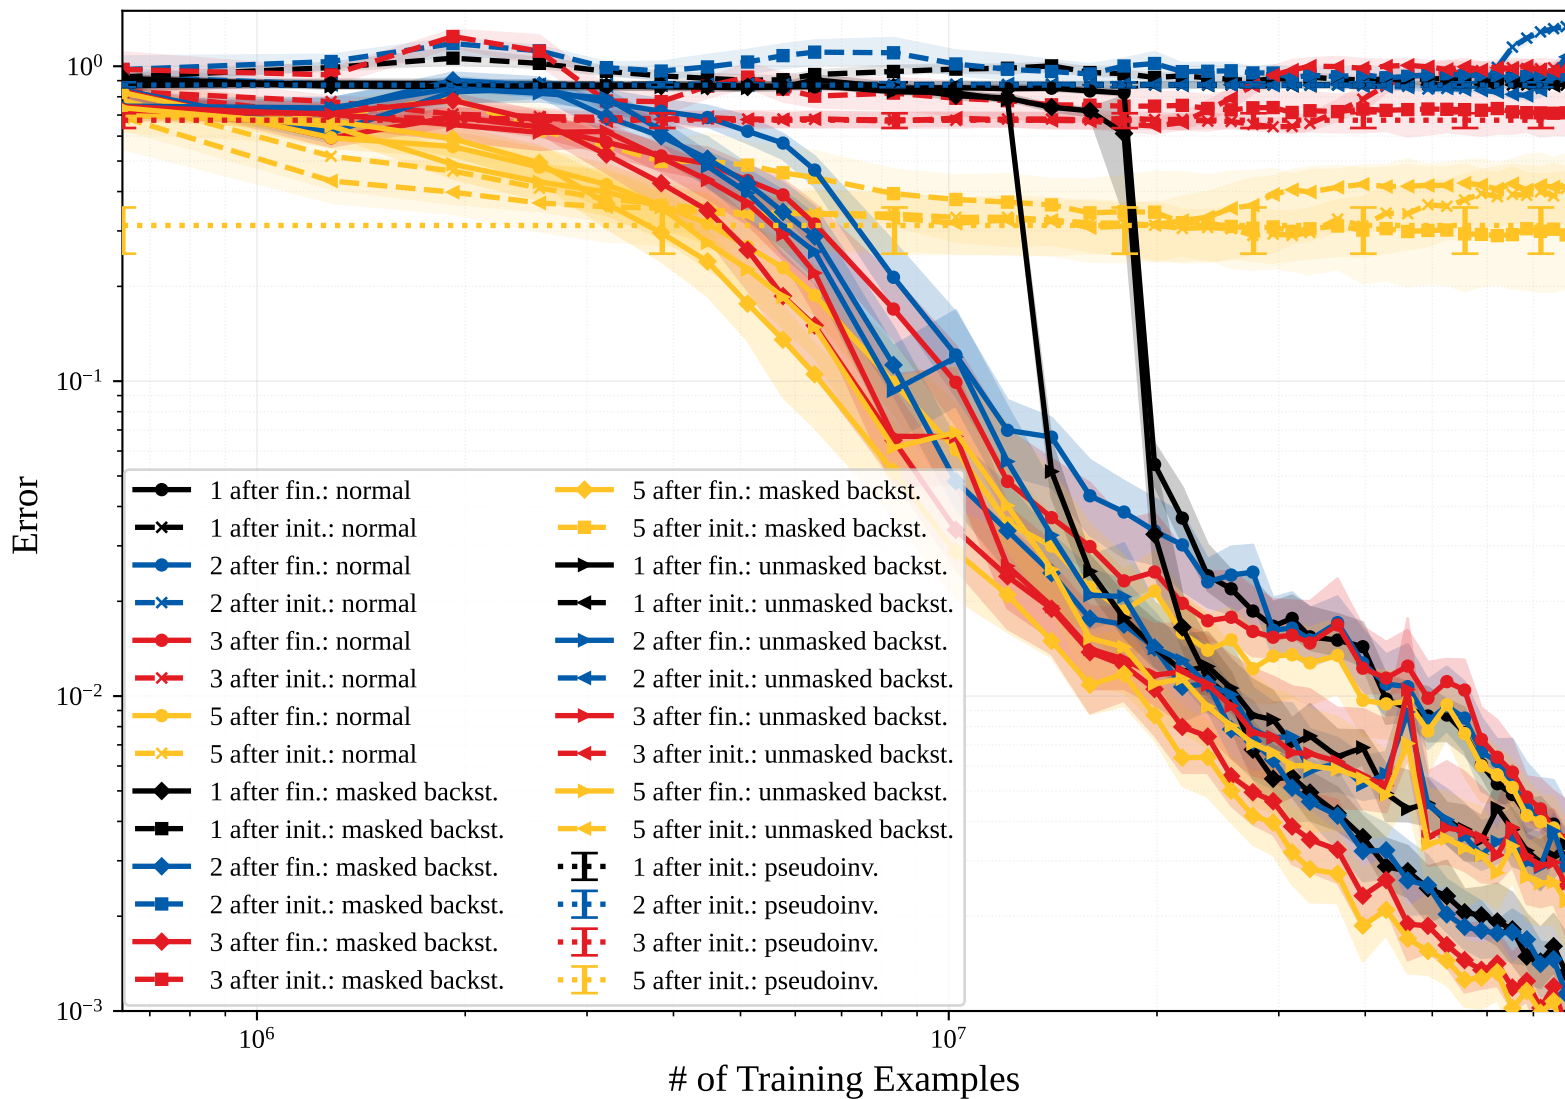 10⁰
10⁻¹
10⁻²
10⁻³
Error
1 after fin.: normal
1 after init.: normal
2 after fin.: normal
2 after init.: normal
3 after fin.: normal
3 after init.: normal
5 after fin.: normal
5 after init.: normal
1 after fin.: masked backst.
1 after init.: masked backst.
2 after fin.: masked backst.
2 after init.: masked backst.
3 after fin.: masked backst.
3 after init.: masked backst.
5 after fin.: masked backst.
5 after init.: masked backst.
1 after fin.: unmasked backst.
1 after init.: unmasked backst.
2 after fin.: unmasked backst.
2 after init.: unmasked backst.
3 after fin.: unmasked backst.
3 after init.: unmasked backst.
5 after fin.: unmasked backst.
5 after init.: unmasked backst.
1 after init.: pseudoinv.
2 after init.: pseudoinv.
3 after init.: pseudoinv.
5 after init.: pseudoinv.
10⁶
10⁷
# of Training Examples